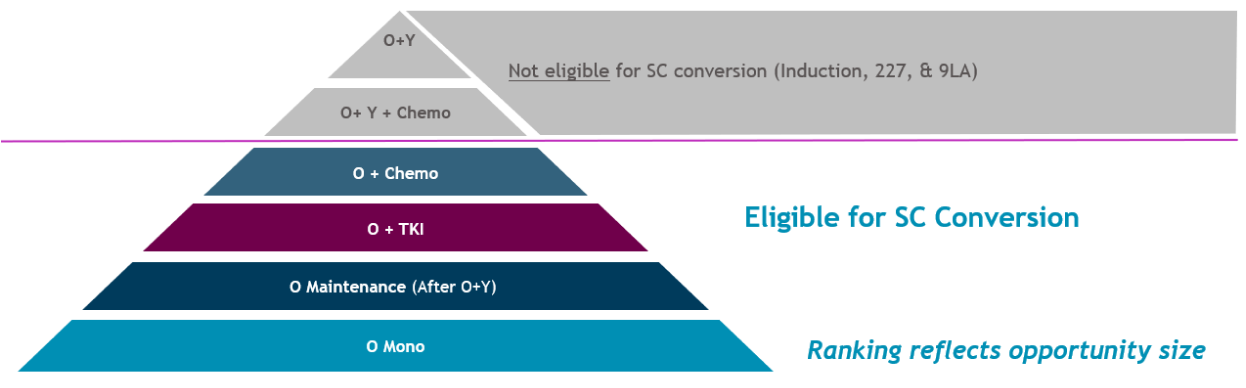 O+Y
Not eligible for SC conversion (Induction, 227, & 9LA)
O+ Y + Chemo
O + Chemo
O + TKI
Eligible for SC Conversion
O Maintenance (After O+Y)
O Mono
Ranking reflects opportunity size